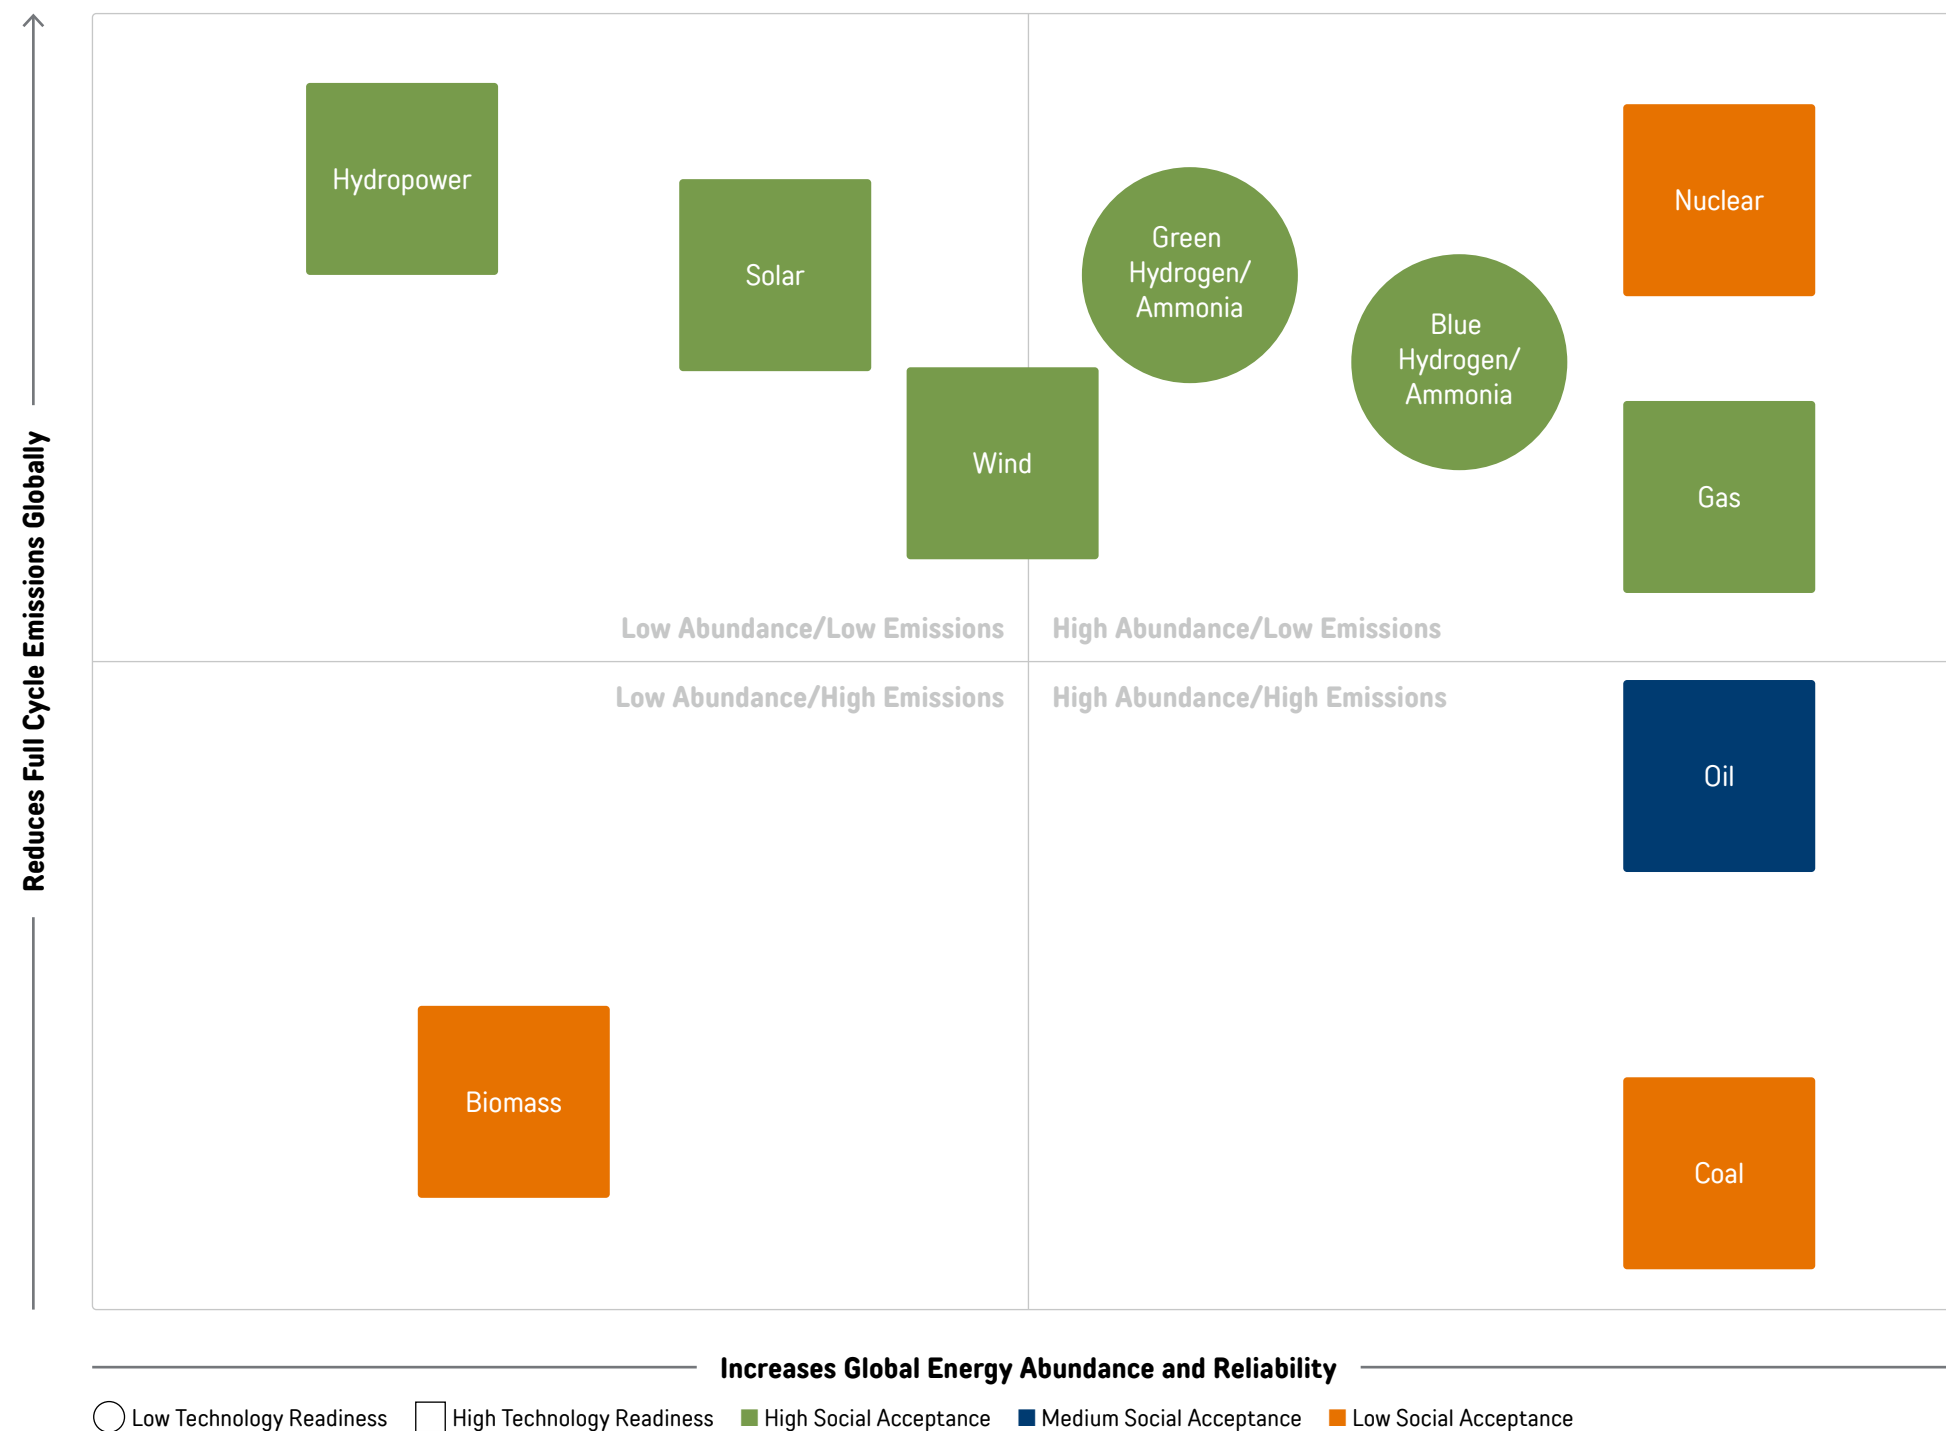 Hydropower
Nuclear
Solar
Green
Hydrogen/
Ammonia
Blue
Hydrogen/
Ammonia
Wind
Gas
Low Abundance/Low Emissions
High Abundance/Low Emissions
Low Abundance/High Emissions
High Abundance/High Emissions
Oil
Biomass
Coal
Reduces Full Cycle Emissions Globally
Increases Global Energy Abundance and Reliability
Low Technology Readiness
High Technology Readiness
High Social Acceptance
Medium Social Acceptance
Low Social Acceptance